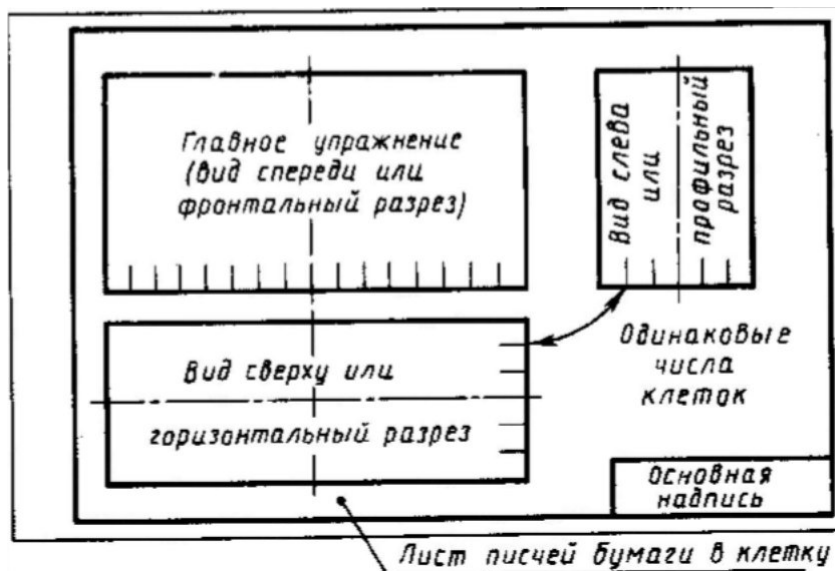 Главное упражнение
(вид спереди или
фронтальный разрез)
Вид слева
или
профильный
разрез
Вид сверху или
горизонтальный разрез
Одинаковые
числа
клеток
Основная
надпись
Лист писчей бумаги в клетку